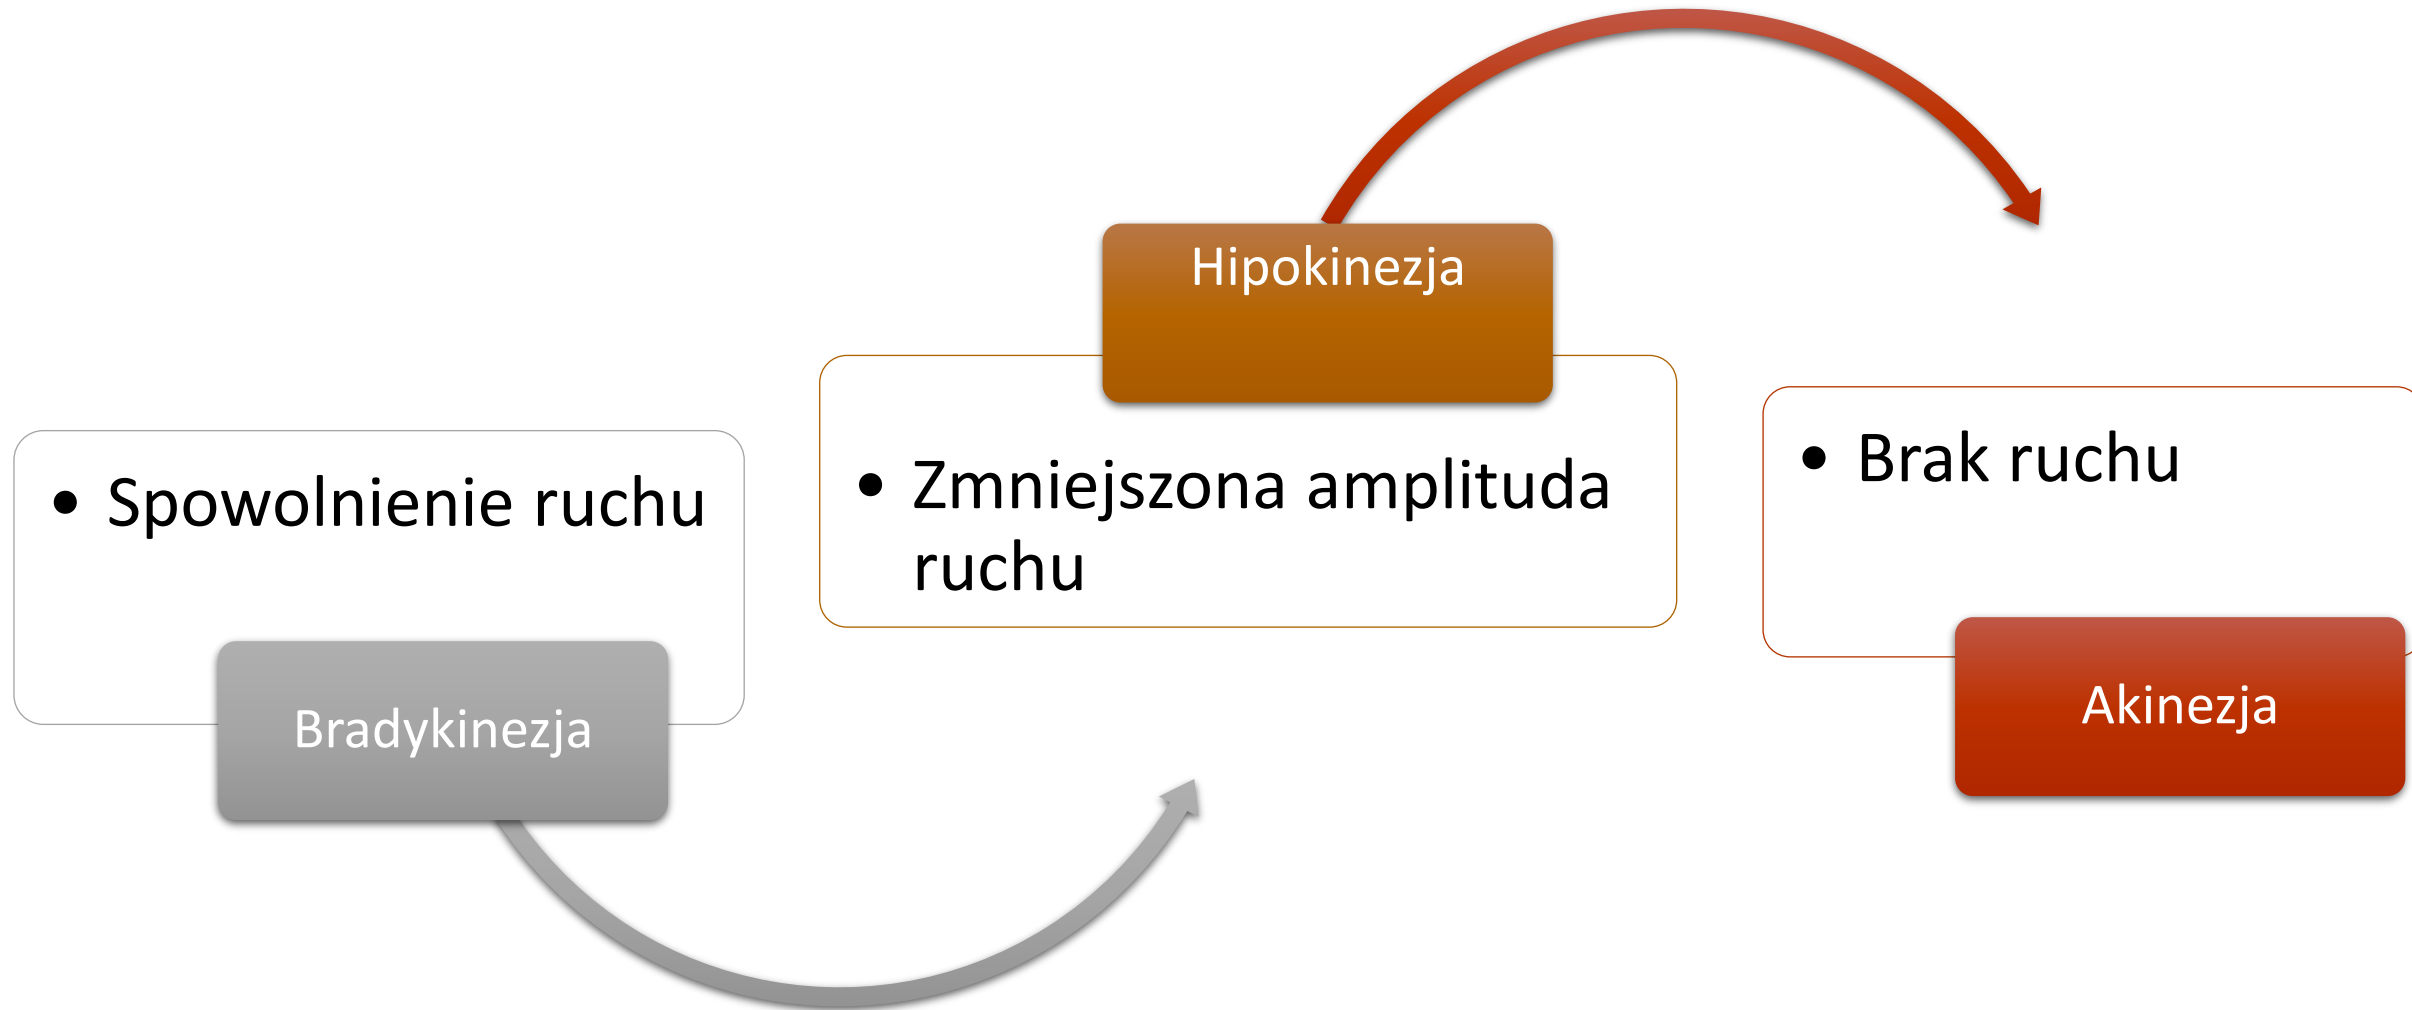 • Spowolnienie ruchu
Bradykinezja
Hipokinezja
• Zmniejszona amplituda
ruchu
• Brak ruchu
Akinezja